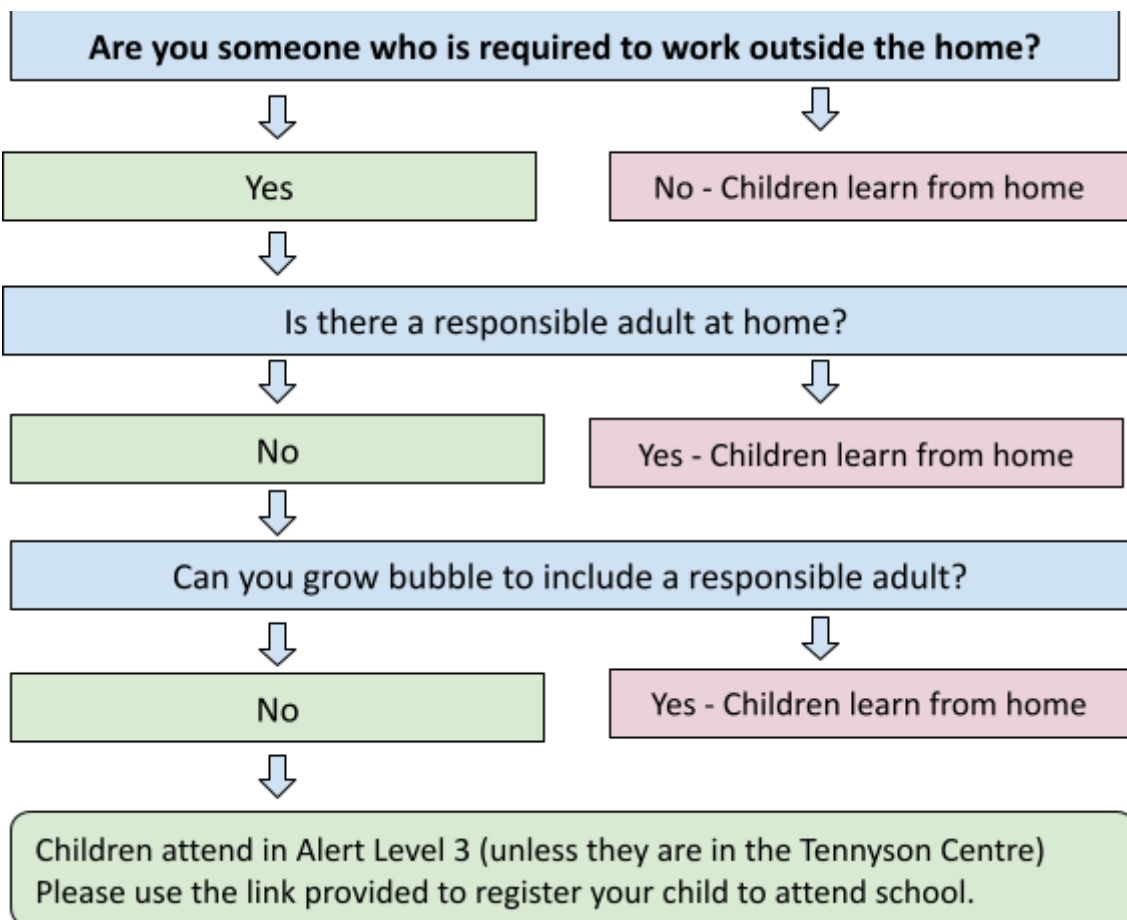 Are you someone who is required to work outside the home?
Yes
No - Children learn from home
Is there a responsible adult at home?
No
Yes - Children learn from home
Can you grow bubble to include a responsible adult?
No
Yes - Children learn from home
Children attend in Alert Level 3 (unless they are in the Tennyson Centre)
Please use the link provided to register your child to attend school.